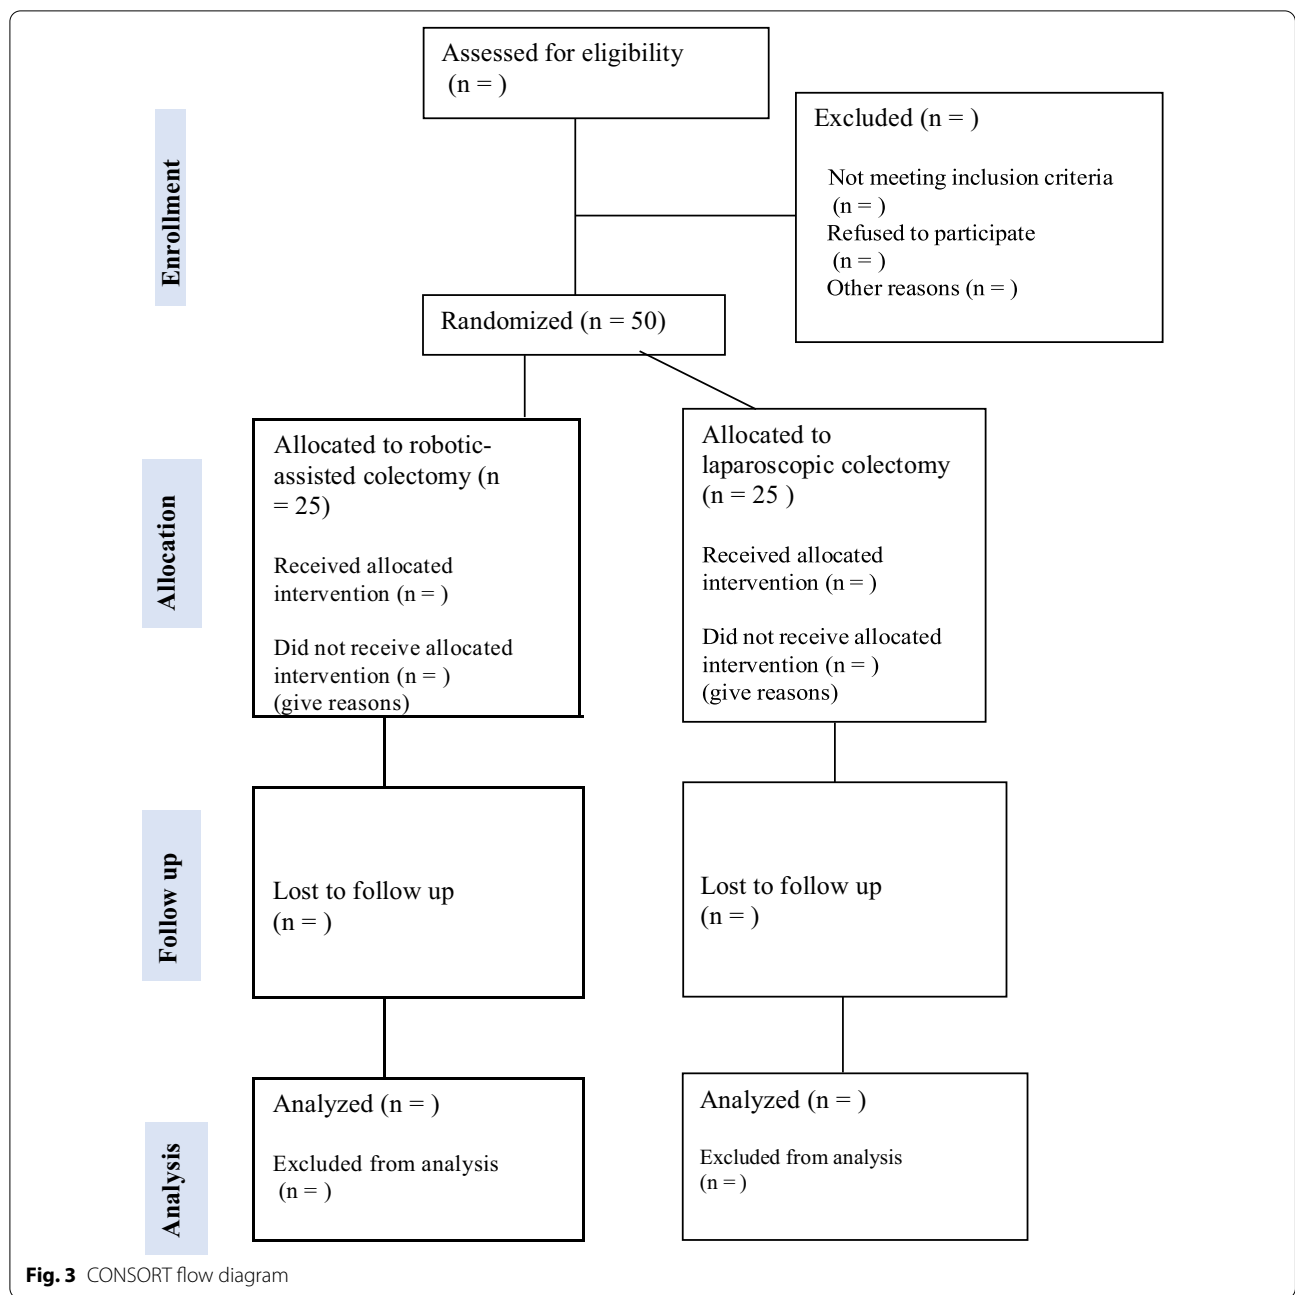 Assessed for eligibility
(n = )
Excluded (n = )
Not meeting inclusion criteria
(n = )
Refused to participate
(n = )
Other reasons (n = )
Enrollment
Randomized (n = 50)
Allocation
Allocated to robotic-
assisted colectomy (n
= 25)
Received allocated
intervention (n = )
Did not receive allocated
intervention (n = )
(give reasons)
Allocated to
laparoscopic colectomy
(n = 25 )
Received allocated
intervention (n = )
Did not receive allocated
intervention (n = )
(give reasons)
Follow up
Lost to follow up
(n = )
Lost to follow up
(n = )
Analysis
Analyzed (n = )
Excluded from analysis
(n = )
Analyzed (n = )
Excluded from analysis
(n = )
Fig. 3 CONSORT flow diagram